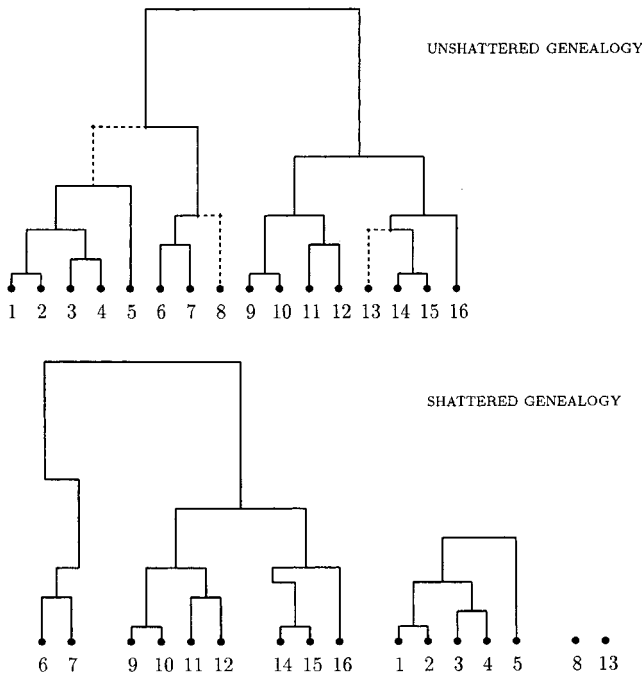 UNSHATTERED GENEALOGY
1 2 3 4 5 6 7 8 9 10 11 12 13 14 15 16
SHATTERED GENEALOGY
6 7 9 10 11 12 14 15 16 1 2 3 4 5 8 13